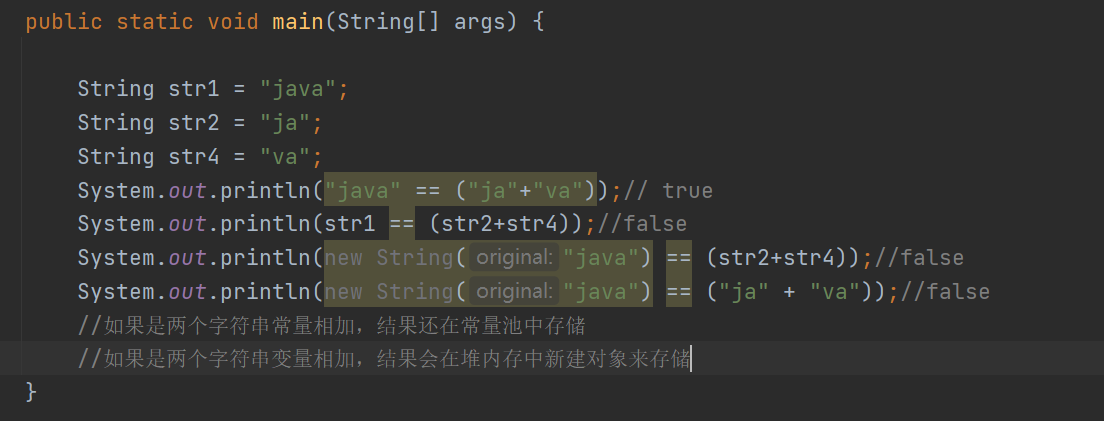 public static void main(String[] args) {
String str1 = "java";
String str2 = "ja";
String str4 = "va";
System.out.println("java" == ("ja"+"va"));// true
System.out.println(str1 == (str2+str4));//false
System.out.println(new String( original: "java") == (str2+str4));//false
System.out.println(new String( original: "java") == ("ja" + "va"));//false
//如果是两个字符串常量相加，结果还在常量池中存储
//如果是两个字符串变量相加，结果会在堆内存中新建对象来存储
}